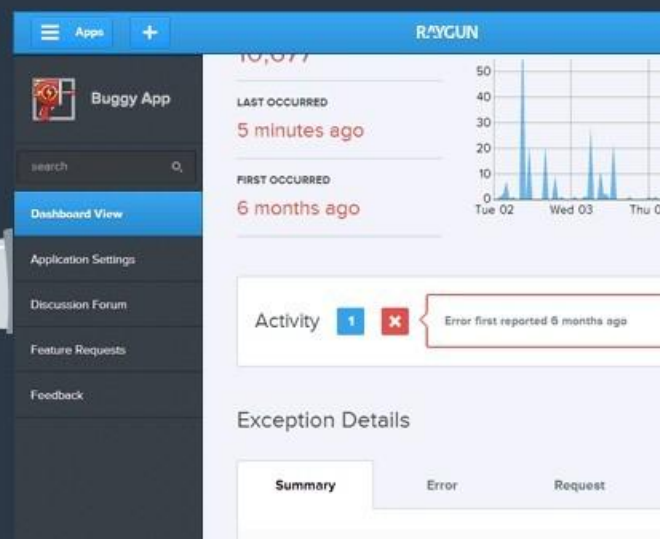 Apps
+
RAYGUN
Buggy App
search
Dashboard View
Application Settings
Discussion Forum
Feature Requests
Feedback
LAST OCCURRED
5 minutes ago
FIRST OCCURRED
6 months ago
50
40
30
20
10
0
Tue 02 Wed 03 Thu 0
Activity 1 Error first reported 6 months ago
Exception Details
Summary Error Request